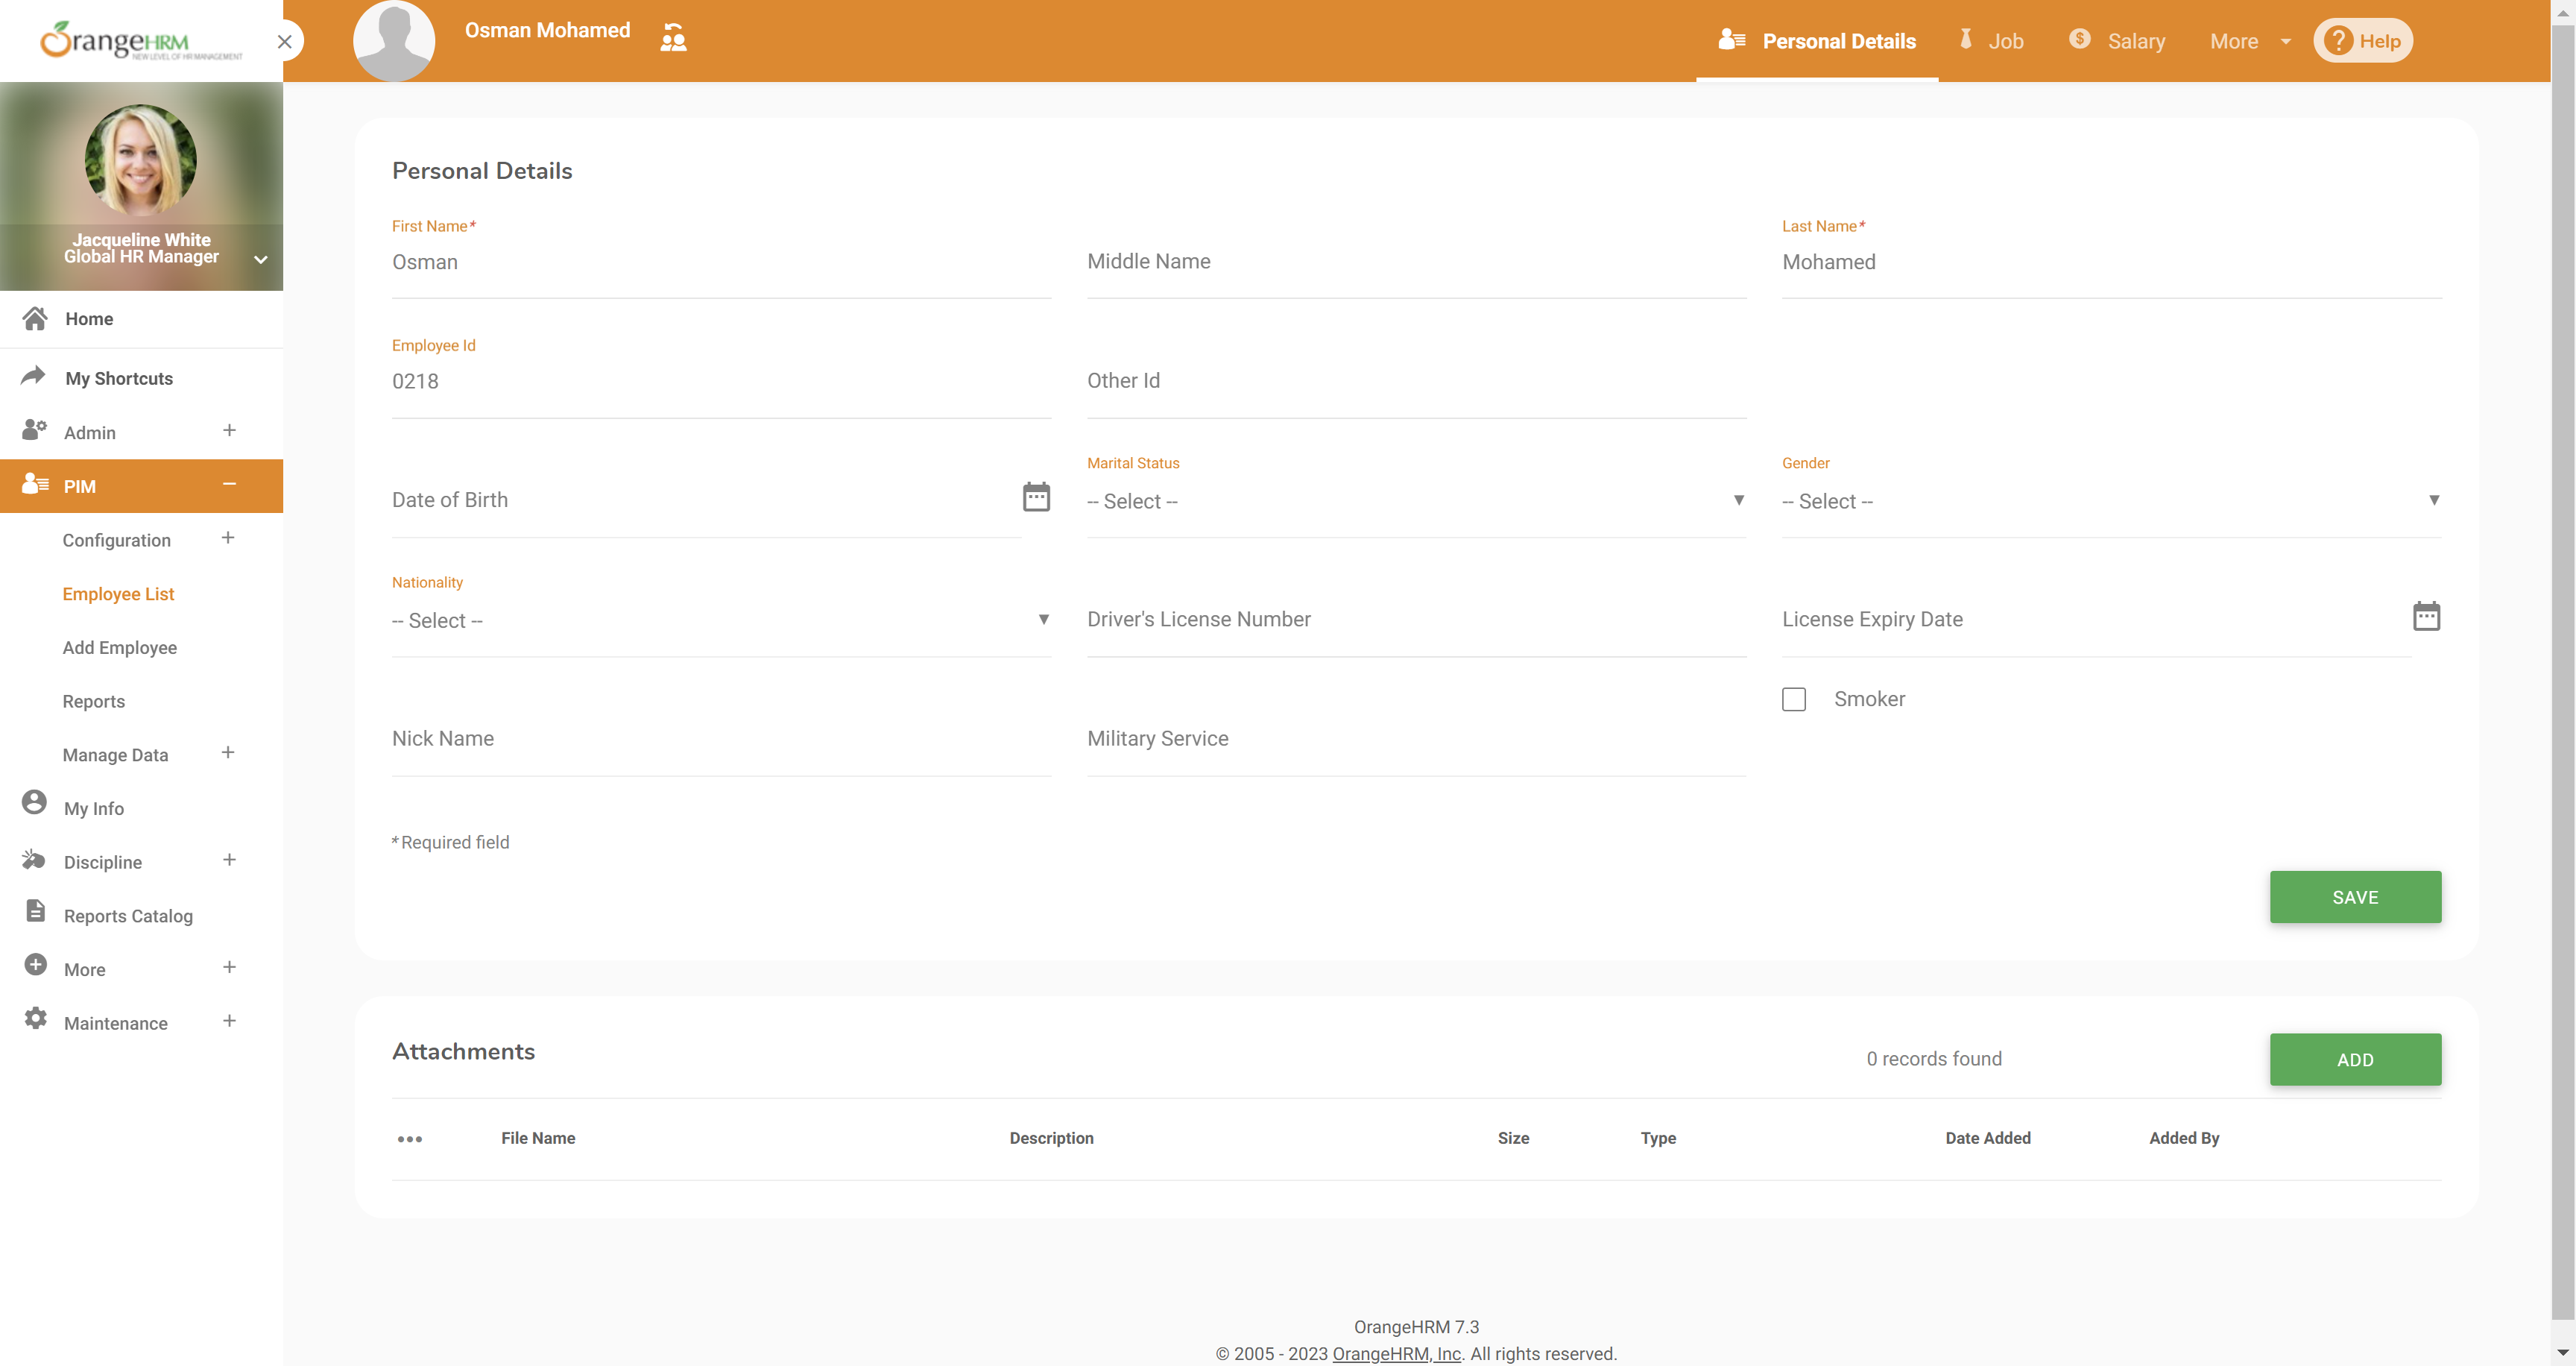 OrangeHRM
NEW LEVEL OF HR MANAGEMENT
Osman Mohamed
Personal Details
Job
$
Salary
More
?
Help
Jacqueline White
Global HR Manager
Home
My Shortcuts
Admin
PIM
Configuration
Employee List
Add Employee
Reports
Manage Data
My Info
Discipline
Reports Catalog
More
Maintenance
Personal Details
First Name*
Osman
Middle Name
Last Name*
Mohamed
Employee Id
0218
Other Id
Date of Birth
Marital Status
-- Select --
Gender
-- Select --
Nationality
-- Select --
Driver's License Number
License Expiry Date
Nick Name
Military Service
Smoker
* Required field
SAVE
Attachments
0 records found
ADD
File Name
Description
Size
Type
Date Added
Added By
OrangeHRM 7.3
© 2005 - 2023 OrangeHRM, Inc. All rights reserved.